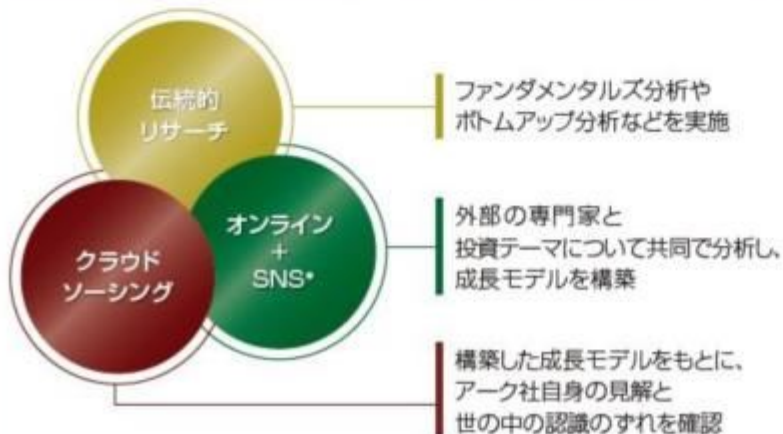 伝統的
リサーチ
ファンダメンタルズ分析や
ボトムアップ分析などを実施
オンライン
+
SNS*
外部の専門家と
投資テーマについて共同で分析し、
成長モデルを構築
クラウド
ソーシング
構築した成長モデルをもとに、
アーク社自身の見解と
世の中の認識のずれを確認